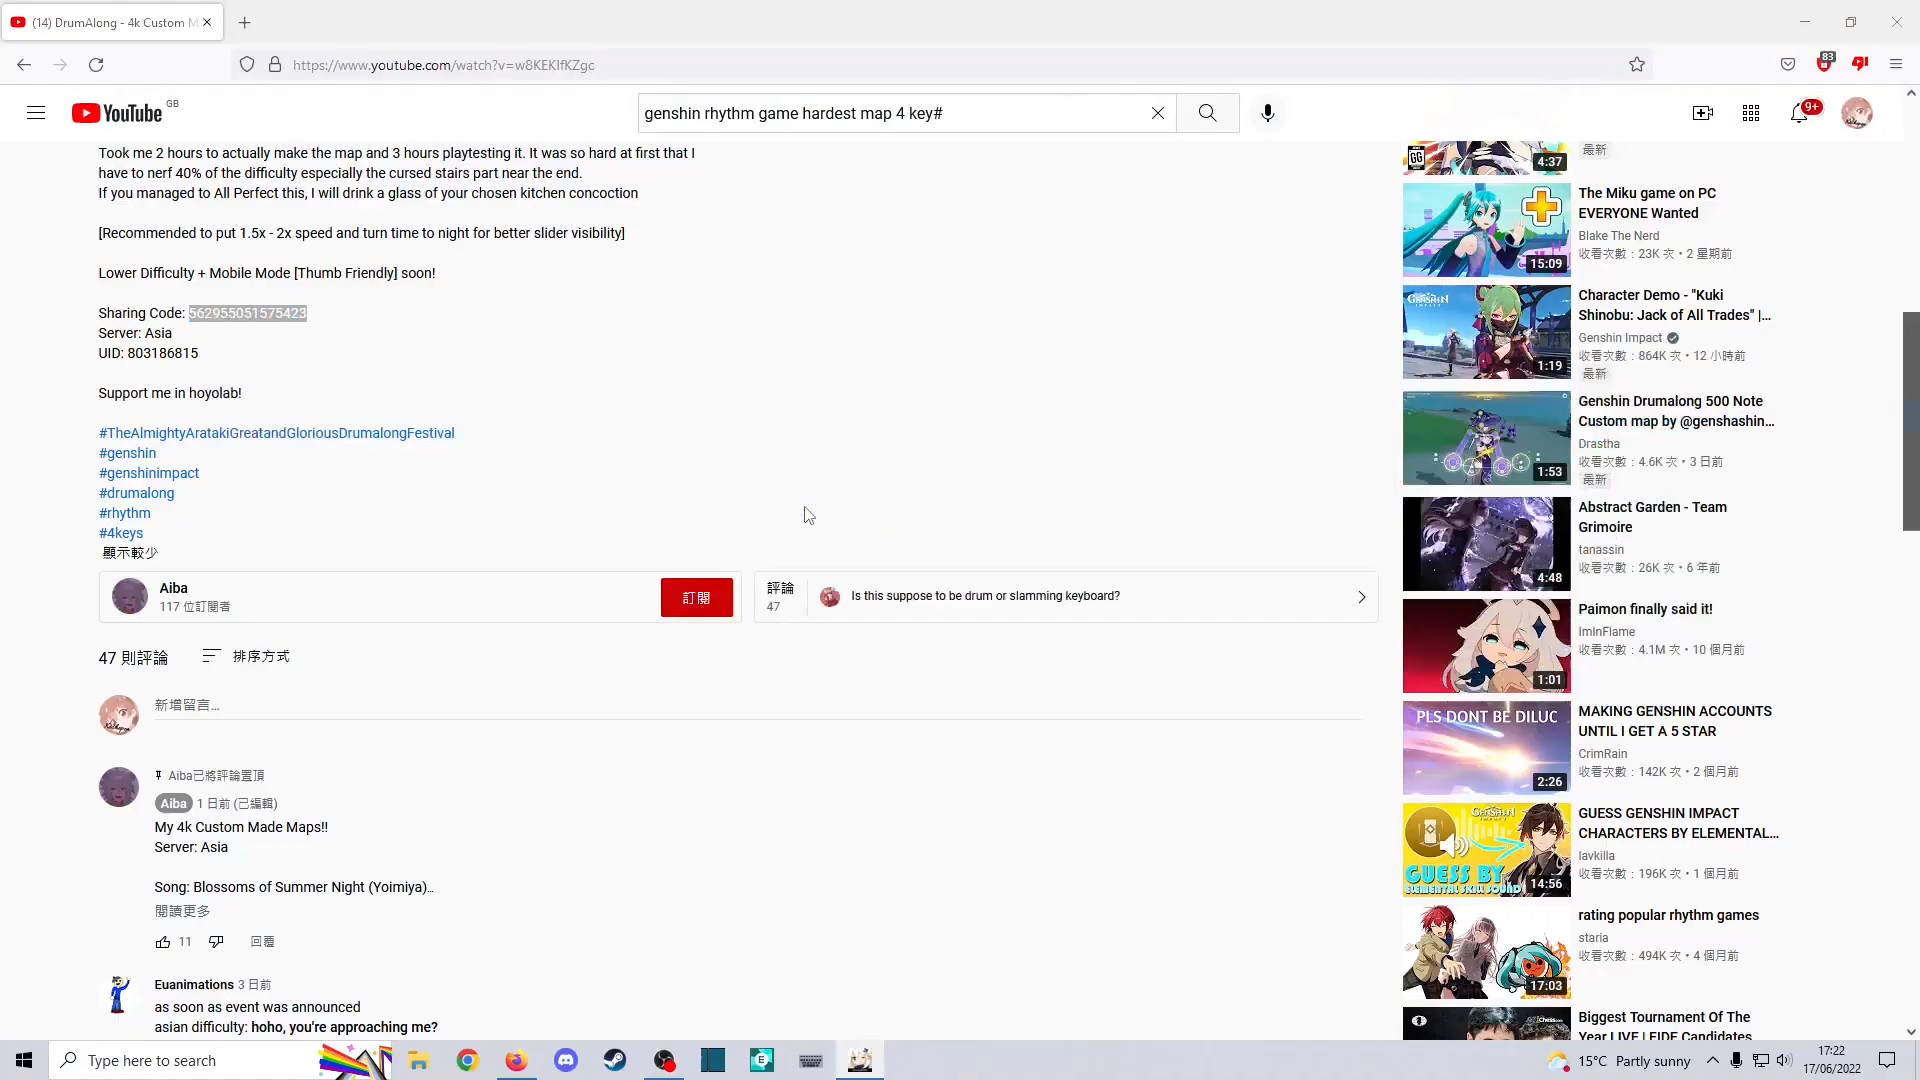 (14) DrumAlong - 4k Custom M
https://www.youtube.com/watch?v=w8KEKIfKZgc
83
YouTube GB
genshin rhythm game hardest map 4 key#
9+
Took me 2 hours to actually make the map and 3 hours playtesting it. It was so hard at first that I
have to nerf 40% of the difficulty especially the cursed stairs part near the end.
If you managed to All Perfect this, I will drink a glass of your chosen kitchen concoction
[Recommended to put 1.5x - 2x speed and turn time to night for better slider visibility]
Lower Difficulty + Mobile Mode [Thumb Friendly] soon!
Sharing Code: 562955051575423
Server: Asia
UID: 803186815
Support me in hoyolab!
#TheAlmightyAratakiGreatandGloriousDrumalongFestival
#genshin
#genshinimpact
#drumalong
#rhythm
#4keys
顯示較少
Aiba
117 位訂閱者
訂閱
評論
47
Is this suppose to be drum or slamming keyboard?
47 則評論
排序方式
新增留言...
Aiba已將評論置頂
Aiba 1 日前 (已編輯)
My 4k Custom Made Maps!!
Server: Asia
Song: Blossoms of Summer Night (Yoimiya)...
閱讀更多
11
回覆
Euanimations 3 日前
as soon as event was announced
asian difficulty: hoho, you're approaching me?
GG
4:37
最新
15:09
The Miku game on PC
EVERYONE Wanted
Blake The Nerd
收看次數：23K 次・2 星期前
GENSHIN
1:19
Character Demo - "Kuki
Shinobu: Jack of All Trades" |...
Genshin Impact
收看次數：864K 次・12 小時前
最新
1:53
Genshin Drumalong 500 Note
Custom map by @genshashin...
Drastha
收看次數：4.6K 次・3 日前
最新
4:48
Abstract Garden - Team
Grimoire
tanassin
收看次數：26K 次・6 年前
1:01
Paimon finally said it!
ImInFlame
收看次數：4.1M 次・10 個月前
PLS DONT BE DILUC
2:26
MAKING GENSHIN ACCOUNTS
UNTIL I GET A 5 STAR
CrimRain
收看次數：142K 次・2 個月前
GENSHIN
GUESS BY
ELEMENTAL SKILL SOUND
14:56
GUESS GENSHIN IMPACT
CHARACTERS BY ELEMENTAL...
lavkilla
收看次數：196K 次・1 個月前
17:03
rating popular rhythm games
staria
收看次數：494K 次・4 個月前
Chess.com
Biggest Tournament Of The
Year LIVE | FIDE Candidates
Type here to search
15°C Partly sunny
17:22
17/06/2022